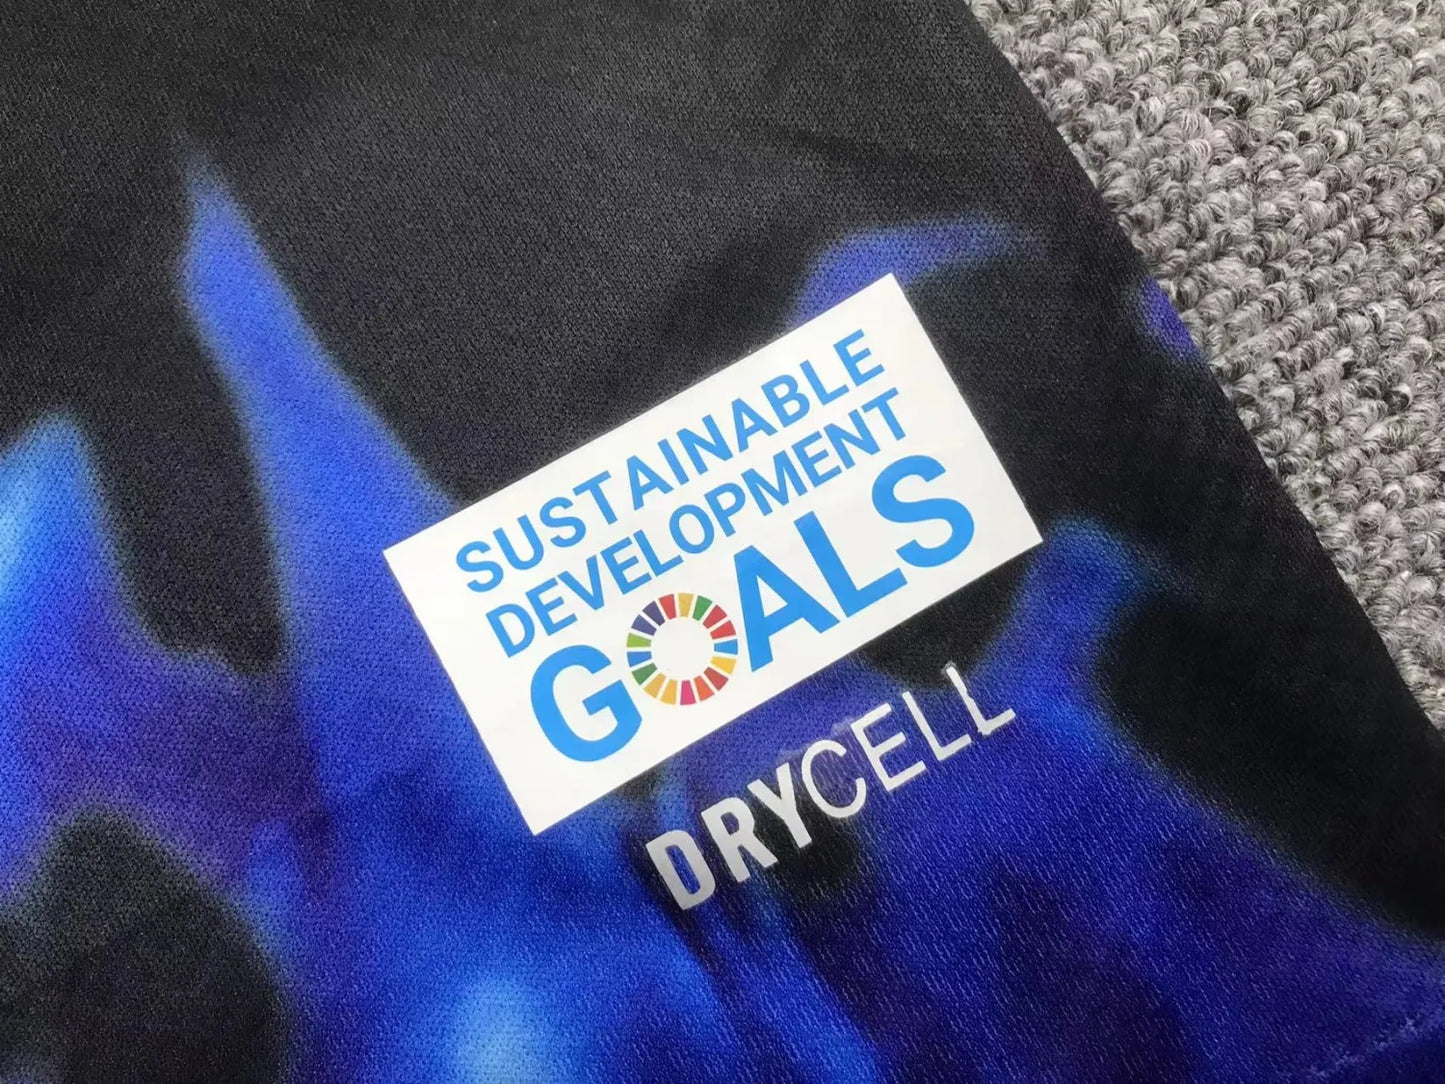 SUSTAINABLE
DEVELOPMENT
GOALS
DRYCELL